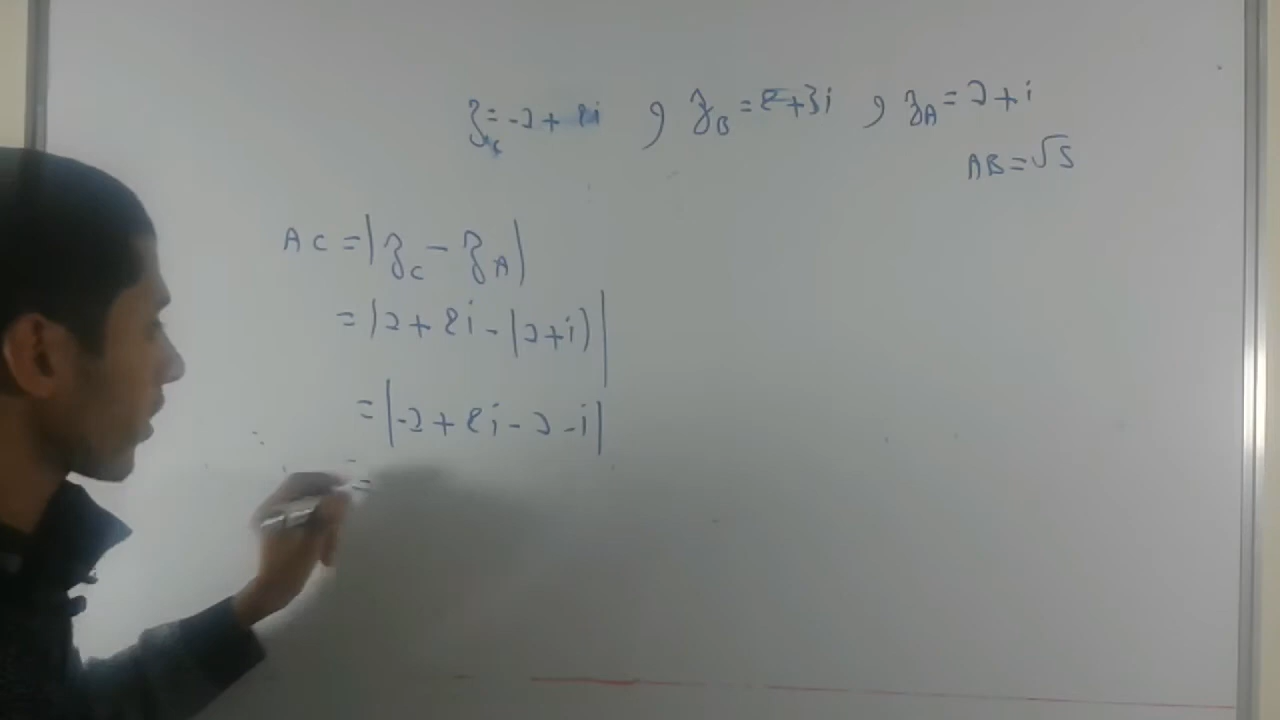 z_C = -2 + 8i , z_B = 8 + 3i , z_A = 2 + i
AB = √5
AC = |z_C - z_A|
= |2 + 8i - (2 + i)|
= |-2 + 8i - 2 - i|
=